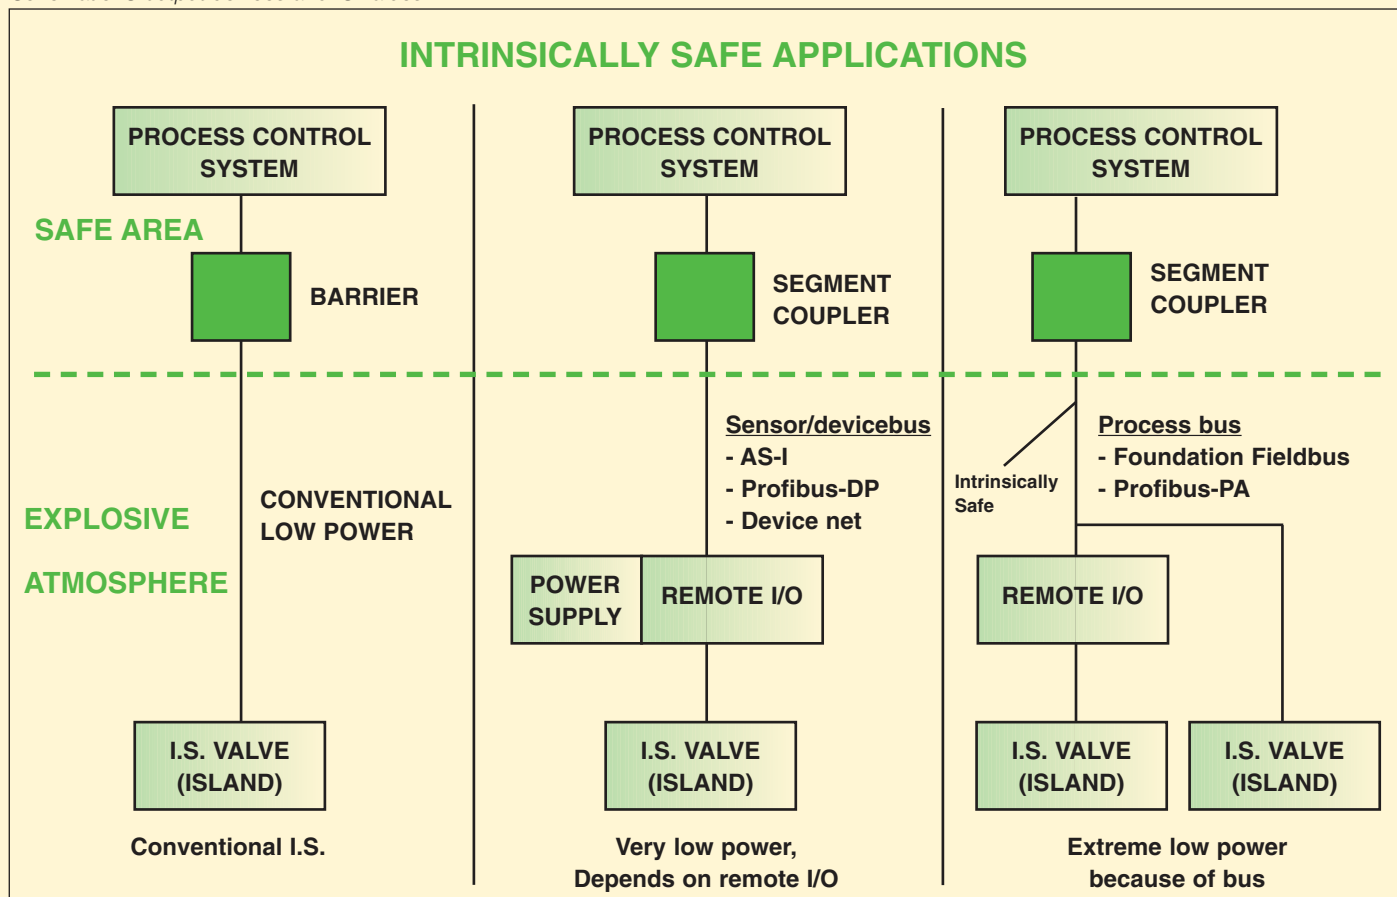 INTRINSICALLY SAFE APPLICATIONS
PROCESS CONTROL
SYSTEM
SAFE AREA
BARRIER
EXPLOSIVE
ATMOSPHERE
CONVENTIONAL
LOW POWER
I.S. VALVE
(ISLAND)
Conventional I.S.
PROCESS CONTROL
SYSTEM
SEGMENT
COUPLER
Sensor/devicebus
- AS-I
- Profibus-DP
- Device net
POWER
SUPPLY
REMOTE I/O
I.S. VALVE
(ISLAND)
Very low power,
Depends on remote I/O
PROCESS CONTROL
SYSTEM
SEGMENT
COUPLER
Intrinsically
Safe
Process bus
- Foundation Fieldbus
- Profibus-PA
REMOTE I/O
I.S. VALVE
(ISLAND)
I.S. VALVE
(ISLAND)
Extreme low power
because of bus